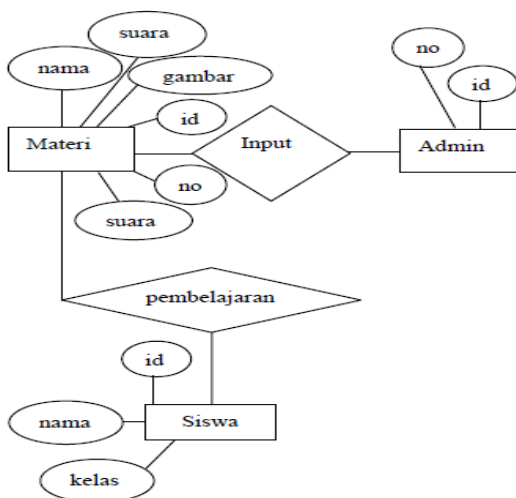 suara
nama
gambar
no
id
id
Materi
Input
Admin
no
suara
pembelajaran
id
nama
Siswa
kelas